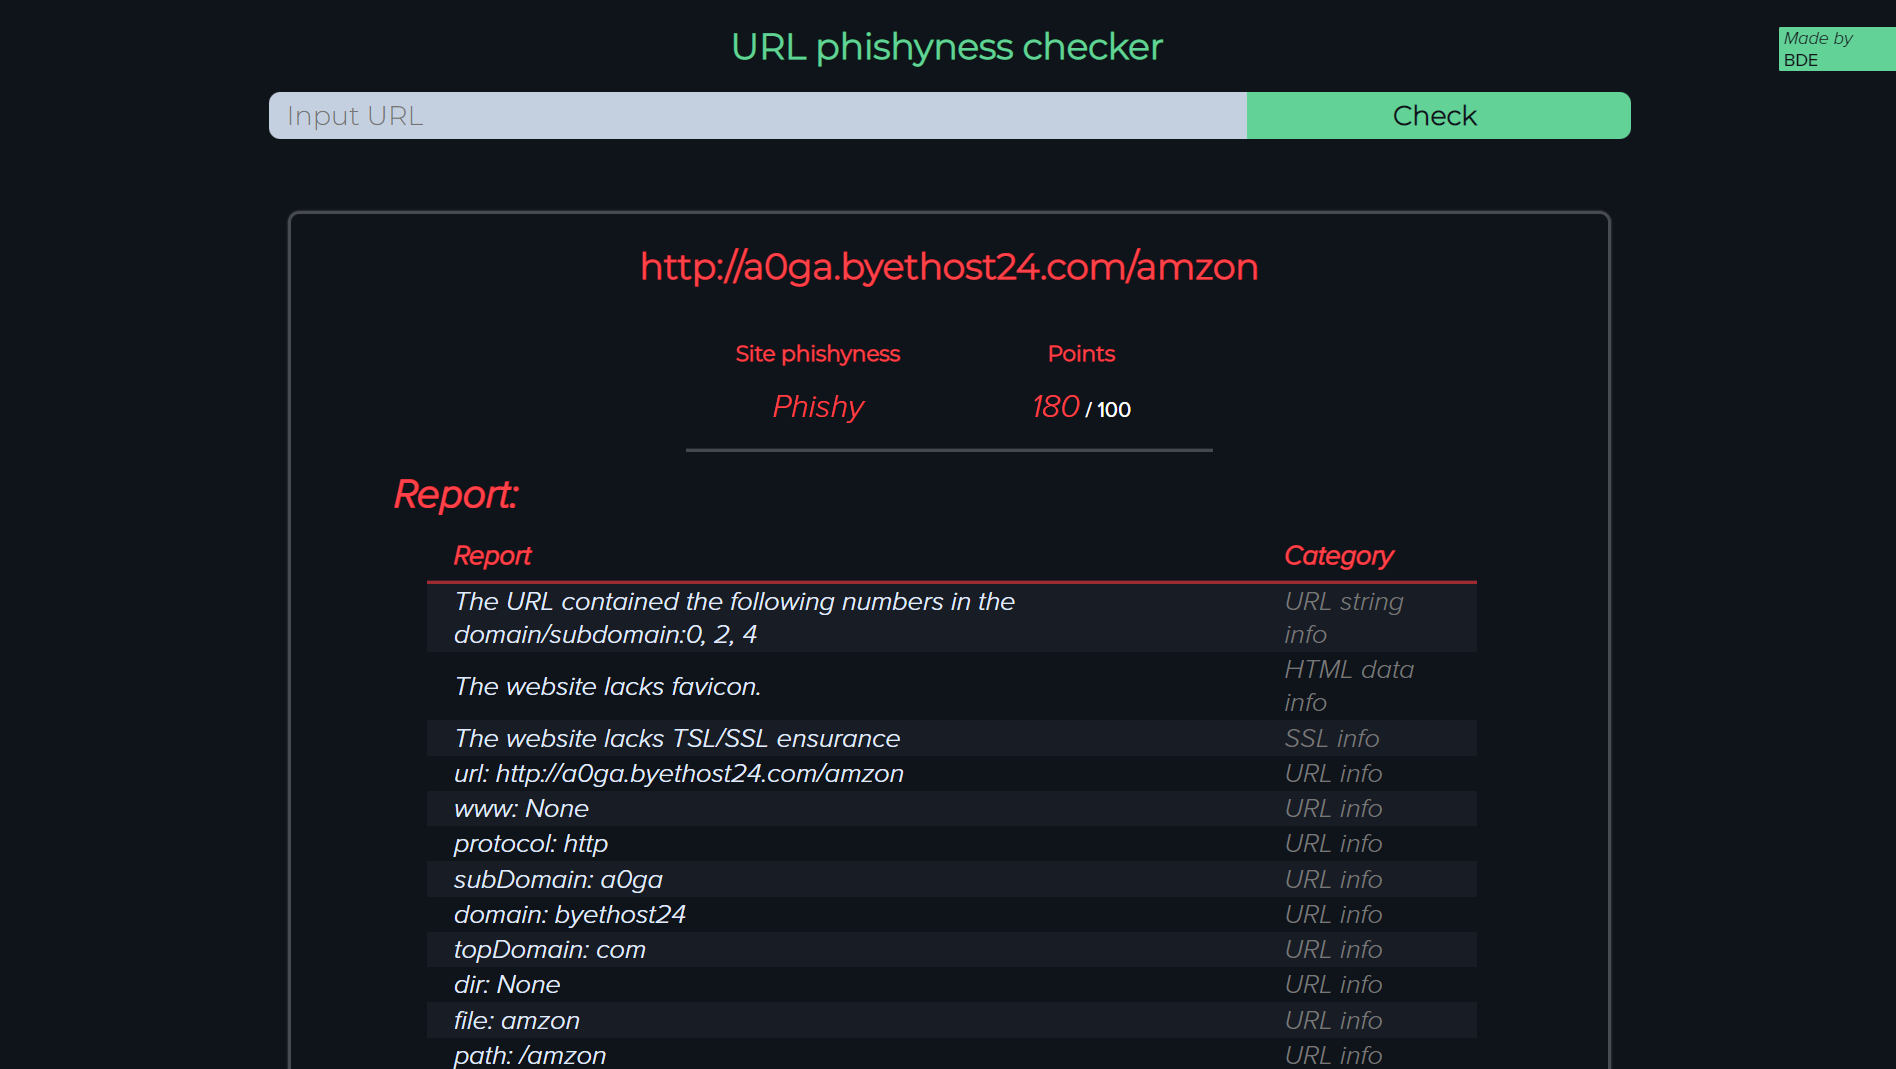 URL phishyness checker
Made by
BDE
Input URL
Check
http://a0ga.byethost24.com/amzon
Site phishyness Points
Phishy 180 / 100
Report:
Report Category
The URL contained the following numbers in the URL string
domain/subdomain:0, 2, 4 info
HTML data
The website lacks favicon.
info
The website lacks TSL/SSL ensurance SSL info
url: http://a0ga.byethost24.com/amzon URL info
www: None URL info
protocol: http URL info
subDomain: a0ga URL info
domain: byethost24 URL info
topDomain: com URL info
dir: None URL info
file: amzon URL info
path: /amzon URL info